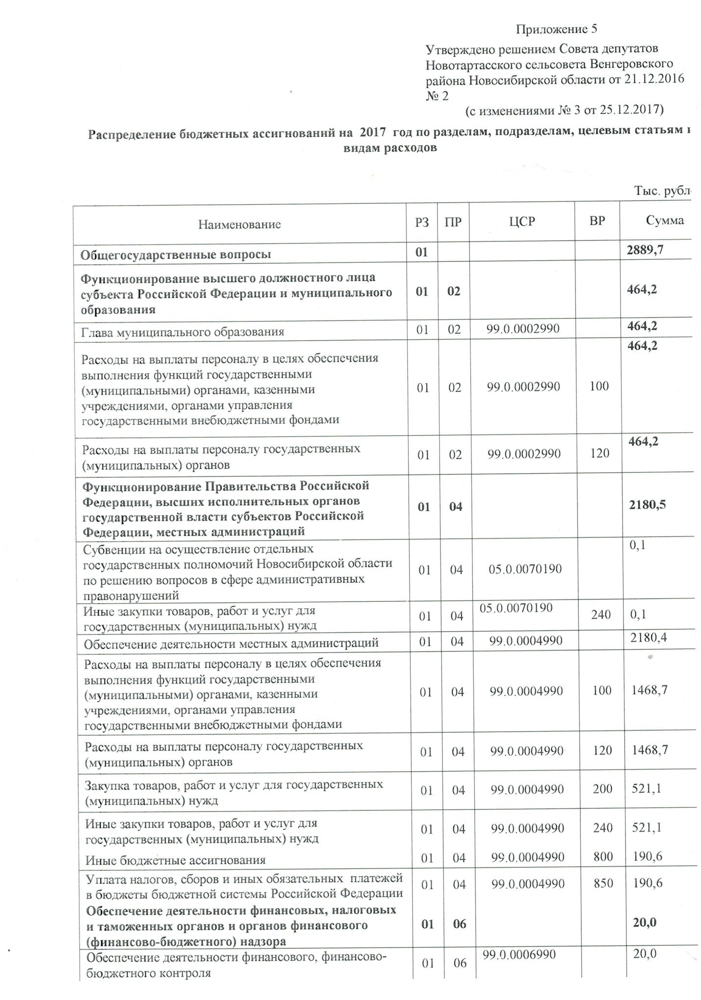 Приложение 5
Утверждено решением Совета депутатов
Новотартасского сельсовета Венгеровского
района Новосибирской области от 21.12.2016
№ 2
(с изменениями № 3 от 25.12.2017)
Распределение бюджетных ассигнований на 2017 год по разделам, подразделам, целевым статьям
видам расходов
Тыс. рубл
Наименование РЗ ПР ЦСР ВР Сумма
Общегосударственные вопросы 01 2889,7
Функционирование высшего должностного лица
субъекта Российской Федерации и муниципального
образования
01 02 464,2
Глава муниципального образования 01 02 99.0.0002990 464,2
Расходы на выплаты персоналу в целях обеспечения
выполнения функций государственными
(муниципальными) органами, казенными
учреждениями, органами управления
государственными внебюджетными фондами
01 02 99.0.0002990 100 464,2
Расходы на выплаты персоналу государственных
(муниципальных) органов
01 02 99.0.0002990 120 464,2
Функционирование Правительства Российской
Федерации, высших исполнительных органов
государственной власти субъектов Российской
Федерации, местных администраций
01 04 2180,5
Субвенции на осуществление отдельных
государственных полномочий Новосибирской области
по решению вопросов в сфере административных
правонарушений
01 04 05.0.0070190 0,1
Иные закупки товаров, работ и услуг для
государственных (муниципальных) нужд
01 04 05.0.0070190 240 0,1
Обеспечение деятельности местных администраций 01 04 99.0.0004990 2180,4
Расходы на выплаты персоналу в целях обеспечения
выполнения функций государственными
(муниципальными) органами, казенными
учреждениями, органами управления
государственными внебюджетными фондами
01 04 99.0.0004990 100 1468,7
Расходы на выплаты персоналу государственных
(муниципальных) органов
01 04 99.0.0004990 120 1468,7
Закупка товаров, работ и услуг для государственных
(муниципальных) нужд
01 04 99.0.0004990 200 521,1
Иные закупки товаров, работ и услуг для
государственных (муниципальных) нужд
01 04 99.0.0004990 240 521,1
Иные бюджетные ассигнования 01 04 99.0.0004990 800 190,6
Уплата налогов, сборов и иных обязательных платежей
в бюджеты бюджетной системы Российской Федерации
01 04 99.0.0004990 850 190,6
Обеспечение деятельности финансовых, налоговых
и таможенных органов и органов финансового
(финансово-бюджетного) надзора
01 06 20,0
Обеспечение деятельности финансового, финансово-
бюджетного контроля
01 06 99.0.0006990 20,0